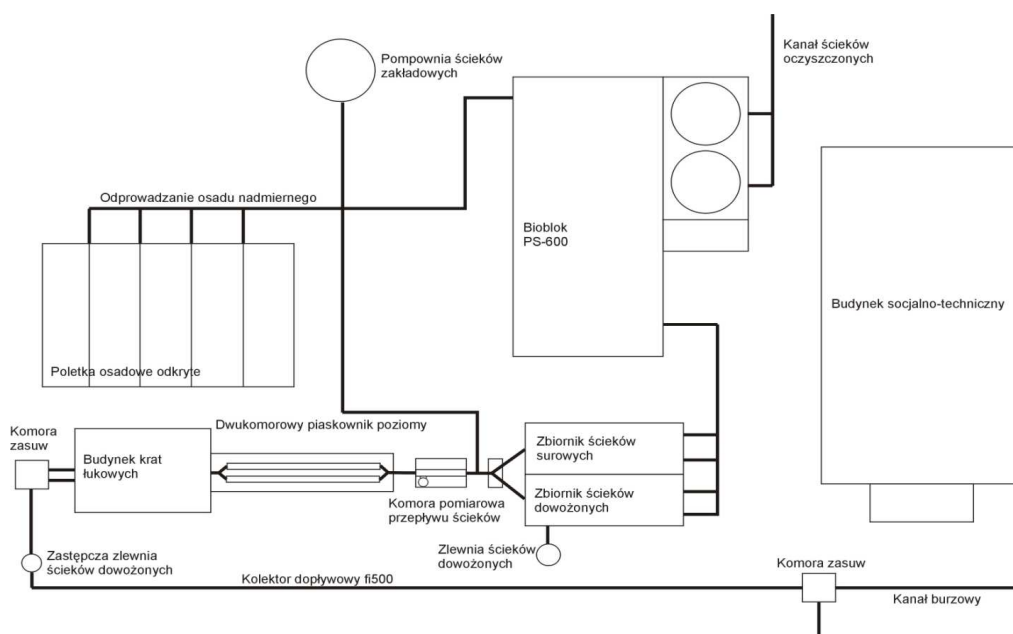 Pompownia ścieków
zakładowych
Kanał ścieków
oczyszczonych
Odprowadzanie osadu nadmiernego
Bioblok
PS-600
Budynek socjalno-techniczny
Poletka osadowe odkryte
Dwukomorowy piaskownik poziomy
Komora
zasuw
Budynek krat
łukowych
Zbiornik ścieków
surowych
Zbiornik ścieków
dowożonych
Komora pomiarowa
przepływu ścieków
Zlewnia ścieków
dowożonych
Zastępcza zlewnia
ścieków dowożonych
Kolektor dopływowy fi500
Komora zasuw
Kanał burzowy